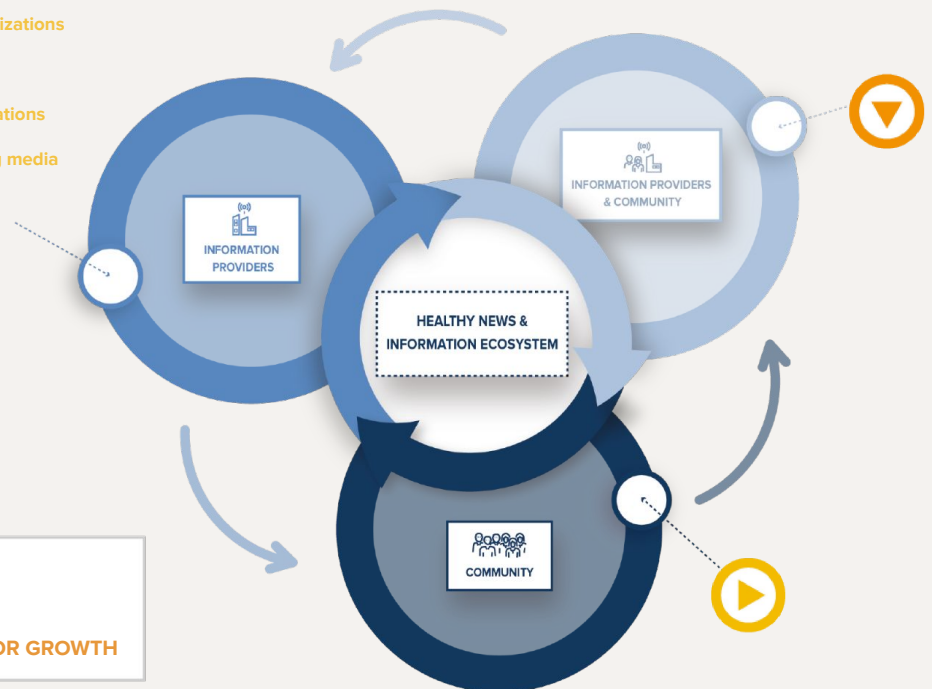 izations
ations
g media
INFORMATION
PROVIDERS
INFORMATION PROVIDERS
& COMMUNITY
HEALTHY NEWS &
INFORMATION ECOSYSTEM
COMMUNITY
OR GROWTH